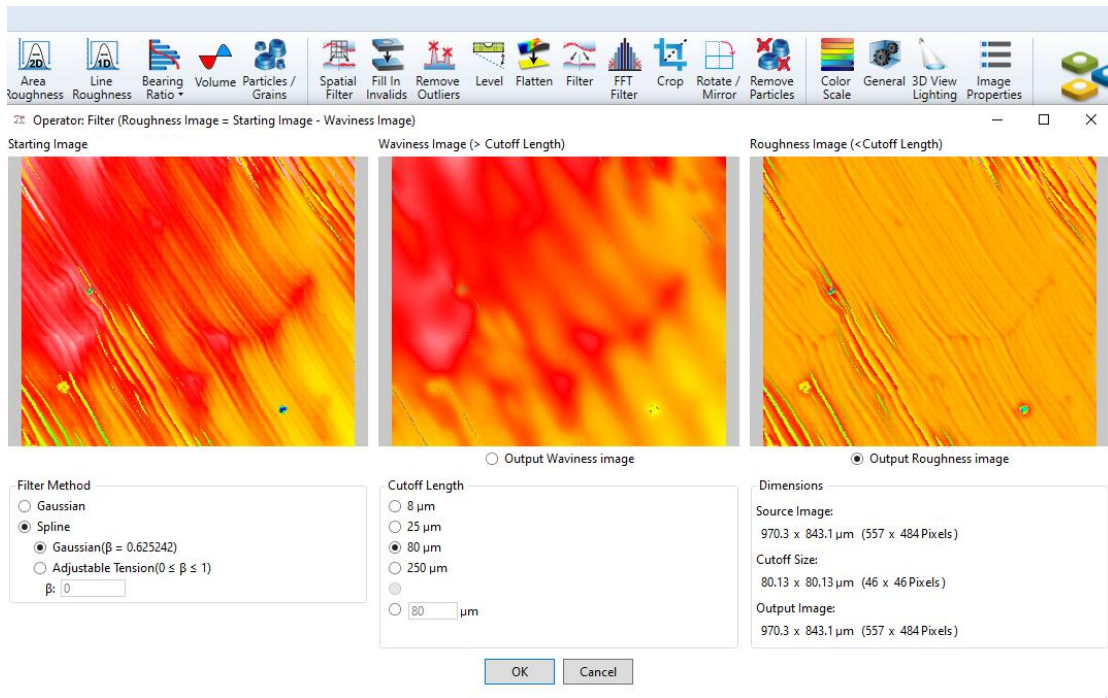 2D
Area Roughness
1D
Line Roughness
Bearing Ratio
Volume
Particles / Grains
Spatial Filter
Fill In Invalids
Remove Outliers
Level
Flatten
Filter
FFT Filter
Crop
Rotate / Mirror
Remove Particles
Color Scale
General
3D View Lighting
Image Properties
Operator: Filter (Roughness Image = Starting Image - Waviness Image)
Starting Image
Waviness Image (> Cutoff Length)
Roughness Image (<Cutoff Length)
Output Waviness image
Output Roughness image
Filter Method
Gaussian
Spline
Gaussian(β = 0.625242)
Adjustable Tension(0 ≤ β ≤ 1)
β: 0
Cutoff Length
8 µm
25 µm
80 µm
250 µm
80 µm
Dimensions
Source Image:
970.3 x 843.1 µm (557 x 484 Pixels)
Cutoff Size:
80.13 x 80.13 µm (46 x 46 Pixels)
Output Image:
970.3 x 843.1 µm (557 x 484 Pixels)
OK
Cancel